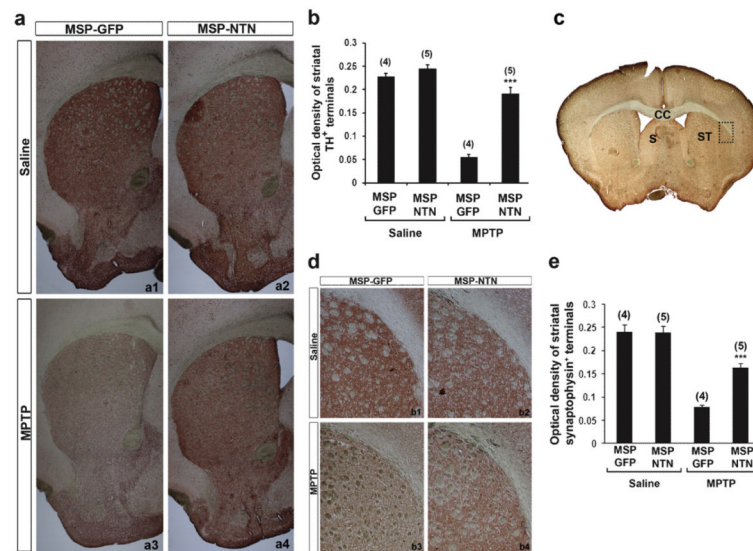 a
MSP-GFP
MSP-NTN
Saline
MPTP
a1
a2
a3
a4
b
Optical density of striatal
TH⁺ terminals
0.3
0.25
0.2
0.15
0.1
0.05
0
(4)
(5)
(4)
(5)
***
MSP
GFP
MSP
NTN
MSP
GFP
MSP
NTN
Saline
MPTP
c
CC
S
ST
d
MSP-GFP
MSP-NTN
Saline
MPTP
b1
b2
b3
b4
e
Optical density of striatal
synaptophysin⁺ terminals
0.3
0.25
0.2
0.15
0.1
0.05
0
(4)
(5)
(4)
(5)
***
MSP
GFP
MSP
NTN
MSP
GFP
MSP
NTN
Saline
MPTP